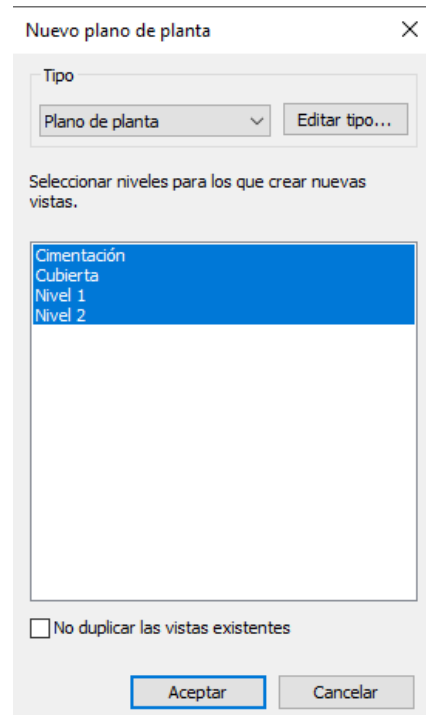 Nuevo plano de planta
Tipo
Plano de planta
Editar tipo...
Seleccionar niveles para los que crear nuevas
vistas.
Cimentación
Cubierta
Nivel 1
Nivel 2
No duplicar las vistas existentes
Aceptar
Cancelar